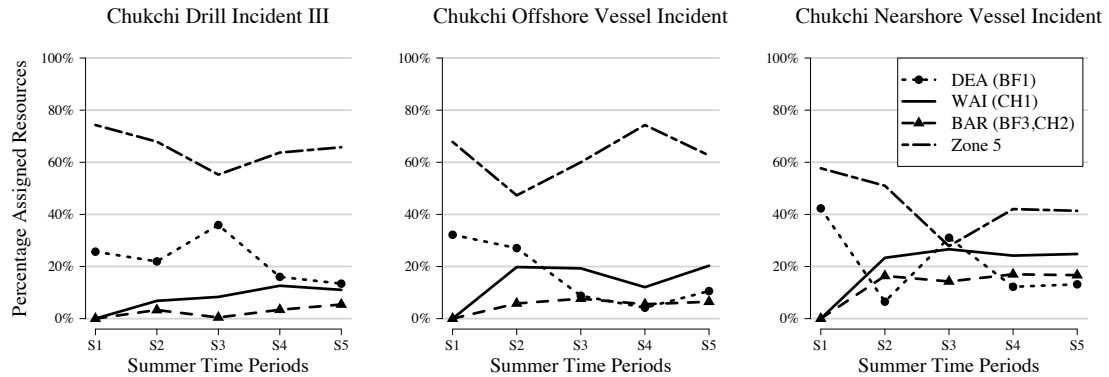 Chukchi Drill Incident III
Chukchi Offshore Vessel Incident
Chukchi Nearshore Vessel Incident
Percentage Assigned Resources
100%
80%
60%
40%
20%
0%
S1 S2 S3 S4 S5
Summer Time Periods
100%
80%
60%
40%
20%
0%
S1 S2 S3 S4 S5
Summer Time Periods
100%
80%
60%
40%
20%
0%
S1 S2 S3 S4 S5
Summer Time Periods
DEA (BF1)
WAI (CH1)
BAR (BF3,CH2)
Zone 5